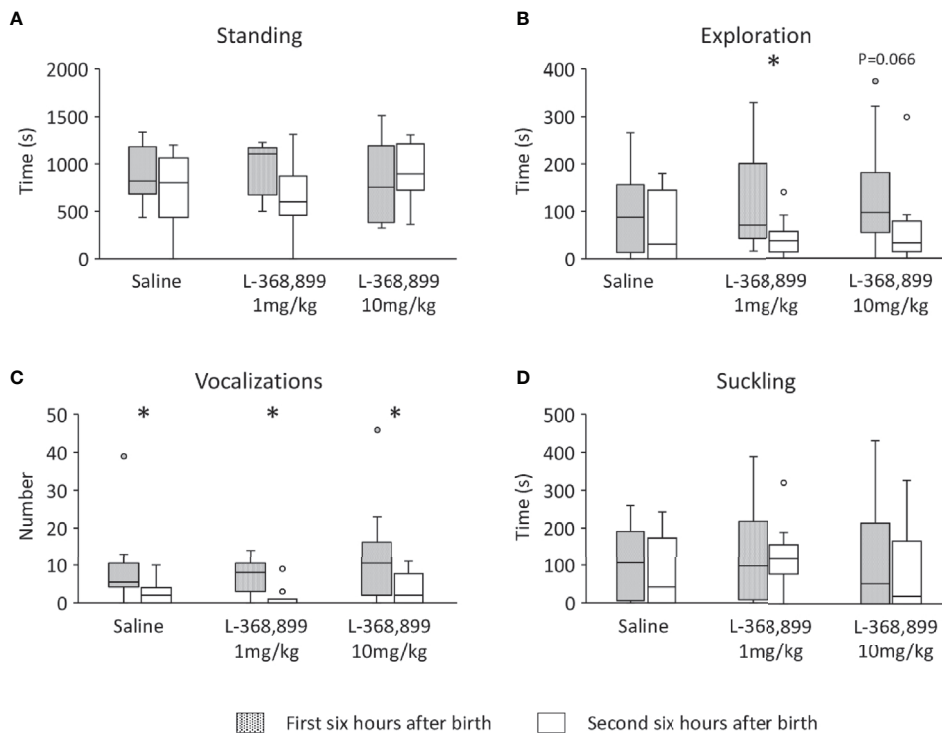 A
Standing
Time (s)
2000
1500
1000
500
0
Saline
L-368,899
1mg/kg
L-368,899
10mg/kg
B
Exploration
Time (s)
400
300
200
100
0
*
P=0.066
Saline
L-368,899
1mg/kg
L-368,899
10mg/kg
C
Vocalizations
Number
50
40
30
20
10
0
*
*
*
Saline
L-368,899
1mg/kg
L-368,899
10mg/kg
D
Suckling
Time (s)
500
400
300
200
100
0
Saline
L-368,899
1mg/kg
L-368,899
10mg/kg
First six hours after birth
Second six hours after birth